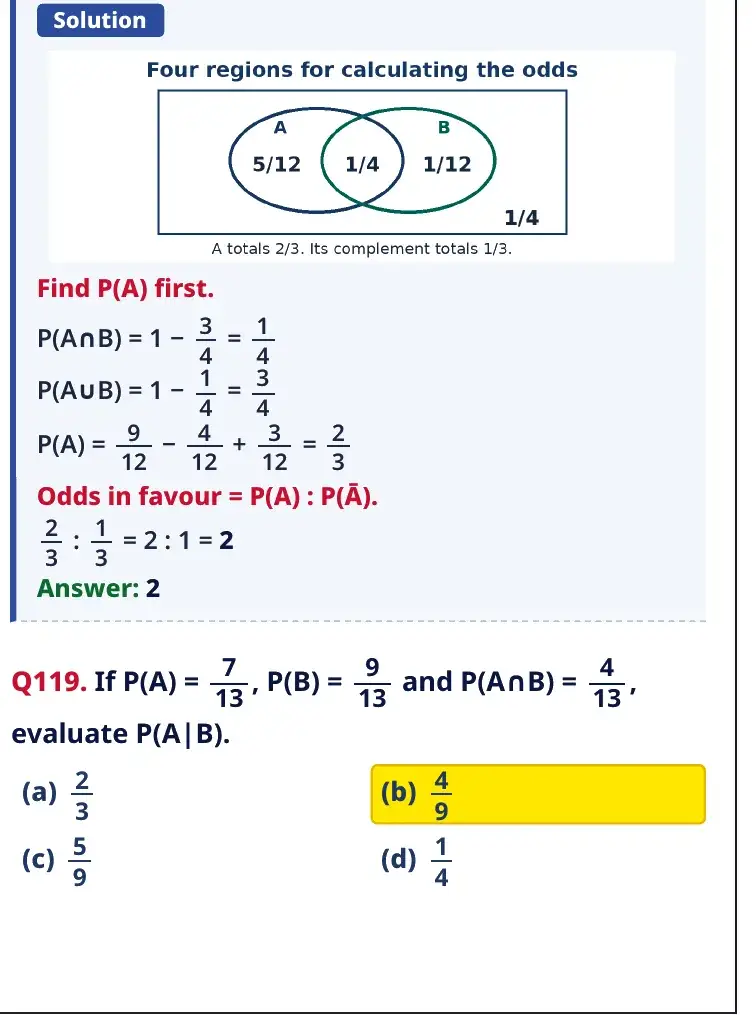 Solution
Four regions for calculating the odds
A B
5/12 1/4 1/12
1/4
A totals 2/3. Its complement totals 1/3.
Find P(A) first.
P(A∩B) = 1 − 3/4 = 1/4
P(A∪B) = 1 − 1/4 = 3/4
P(A) = 9/12 − 4/12 + 3/12 = 2/3
Odds in favour = P(A) : P(Ā).
2/3 : 1/3 = 2 : 1 = 2
Answer: 2
Q119. If P(A) = 7/13, P(B) = 9/13 and P(A∩B) = 4/13,
evaluate P(A|B).
(a) 2/3 (b) 4/9
(c) 5/9 (d) 1/4